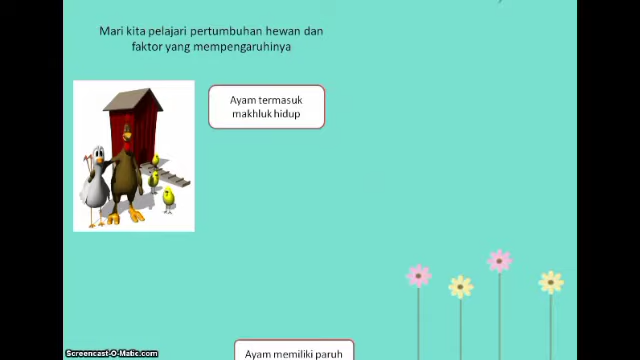 Mari kita pelajari pertumbuhan hewan dan
faktor yang mempengaruhinya
Ayam termasuk
makhluk hidup
Ayam memiliki paruh
Screencast-O-Matic.com